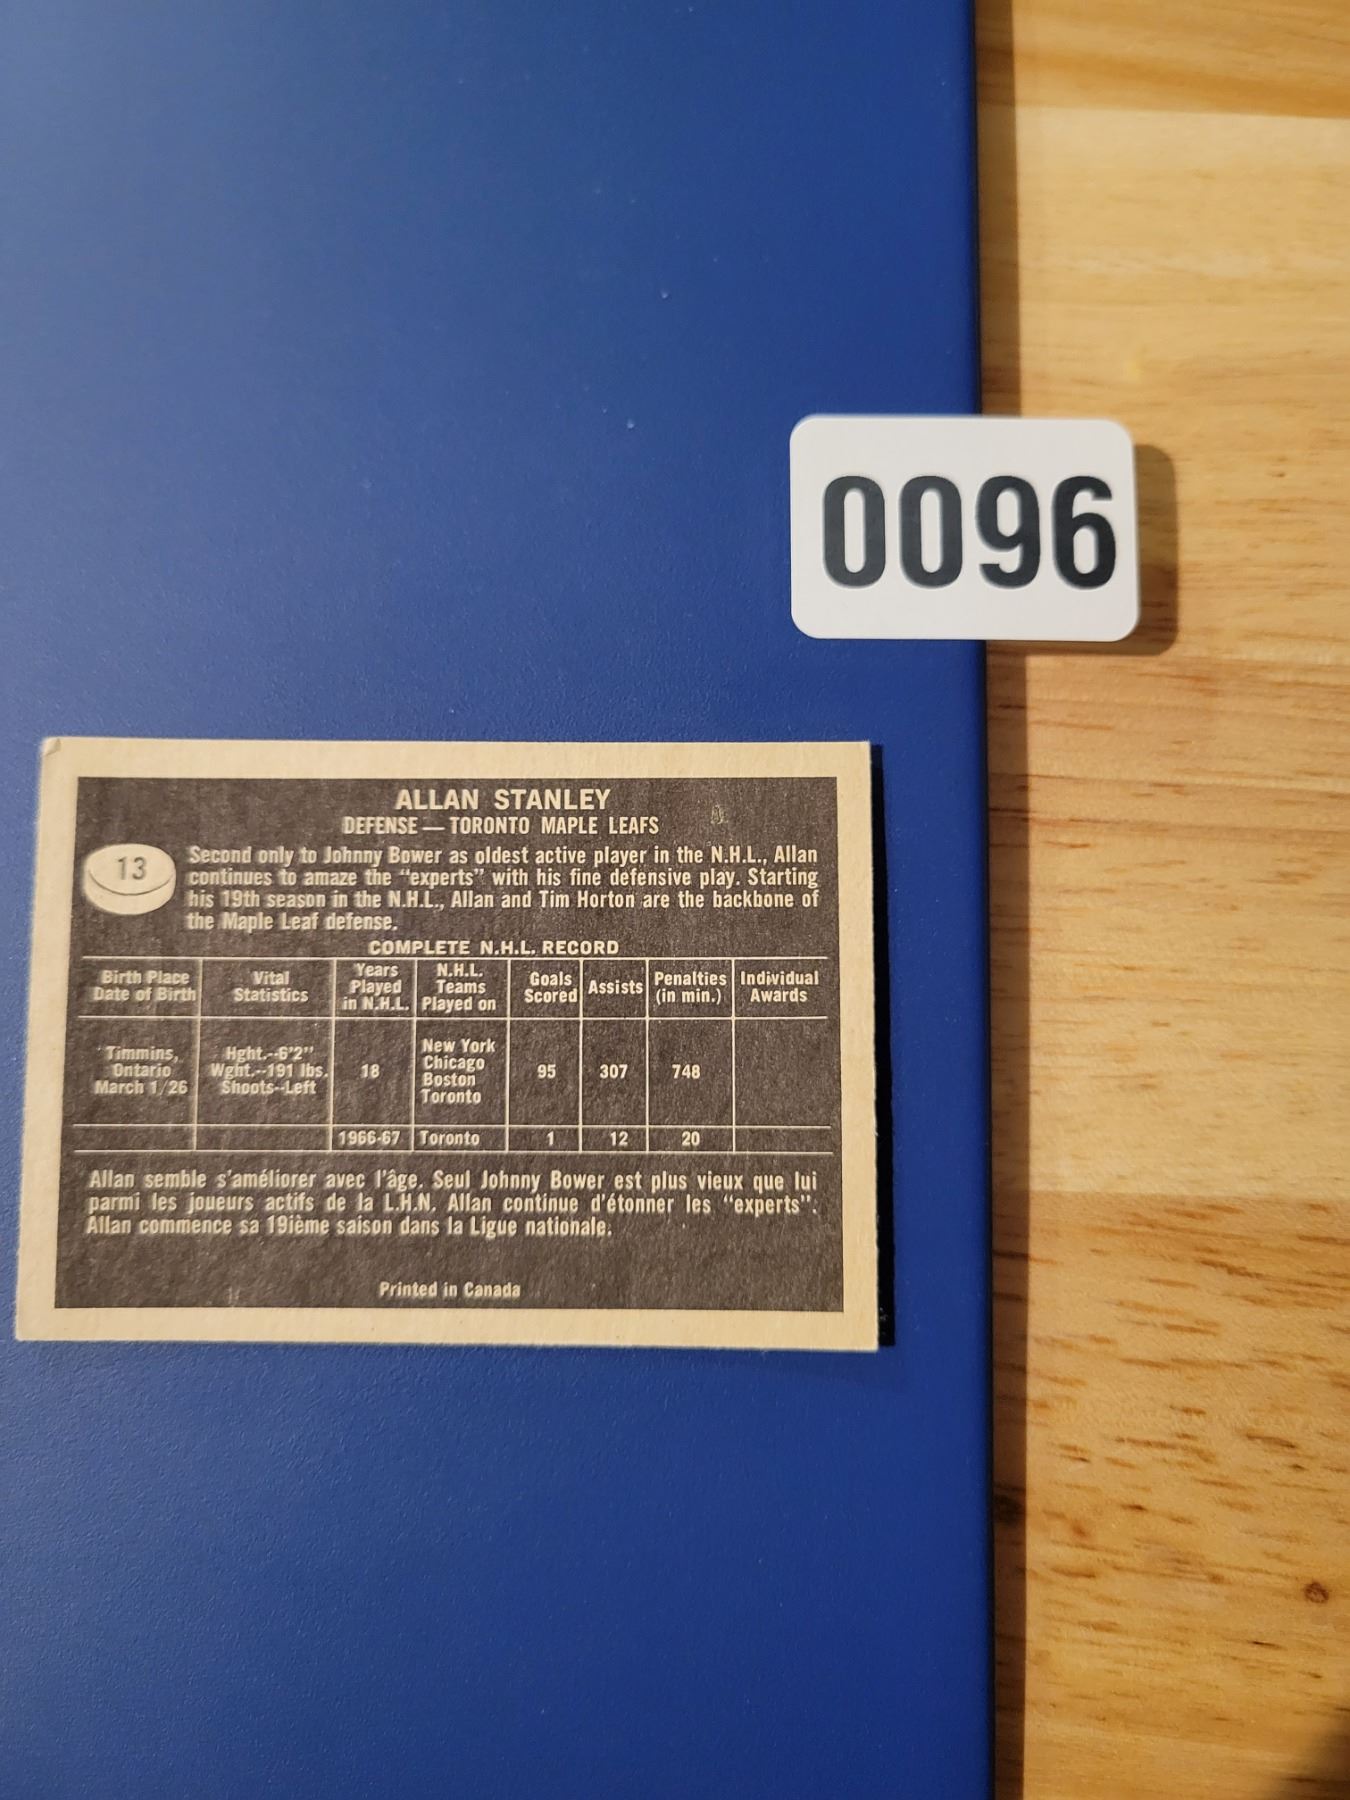 0096
ALLAN STANLEY
DEFENSE — TORONTO MAPLE LEAFS
13
Second only to Johnny Bower as oldest active player in the N.H.L., Allan
continues to amaze the “experts” with his fine defensive play. Starting
his 19th season in the N.H.L., Allan and Tim Horton are the backbone of
the Maple Leaf defense.
COMPLETE N.H.L. RECORD
Birth Place
Date of Birth
Vital
Statistics
Years
Played
in N.H.L.
N.H.L.
Teams
Played on
Goals
Scored
Assists
Penalties
(in min.)
Individual
Awards
Timmins,
Ontario
March 1/26
Hght.--6'2"
Wght.--191 lbs.
Shoots--Left
18
New York
Chicago
Boston
Toronto
95
307
748
1966-67
Toronto
1
12
20
Allan semble s'améliorer avec l'âge. Seul Johnny Bower est plus vieux que lui
parmi les joueurs actifs de la L.H.N. Allan continue d'étonner les “experts”.
Allan commence sa 19ième saison dans la Ligue nationale.
Printed in Canada